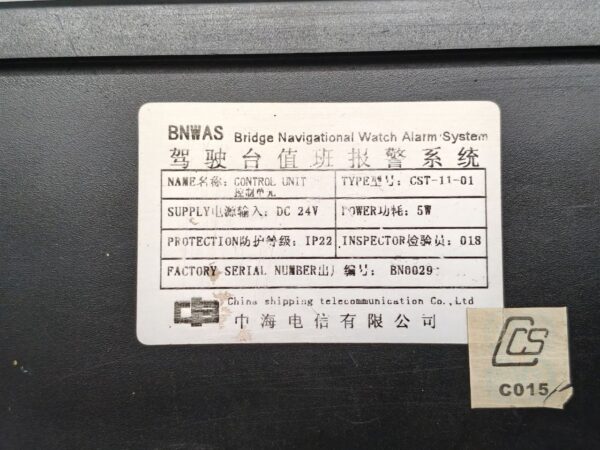 BNWAS Bridge Navigational Watch Alarm System
驾驶台值班报警系统
NAME名称: CONTROL UNIT 控制单元
TYPE型号: CST-11-01
SUPPLY电源输入: DC 24V
POWER功耗: 5W
PROTECTION防护等级: IP22
INSPECTOR检验员: 018
FACTORY SERIAL NUMBER出厂编号: BN0029
China shipping telecommunication Co.,Ltd
中海电信有限公司
CCS
C015